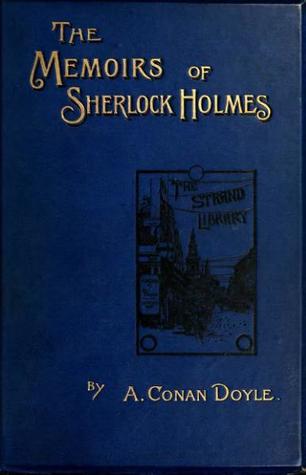 THE
MEMOIRS OF
SHERLOCK HOLMES
THE
STRAND
LIBRARY
BY A. CONAN DOYLE.